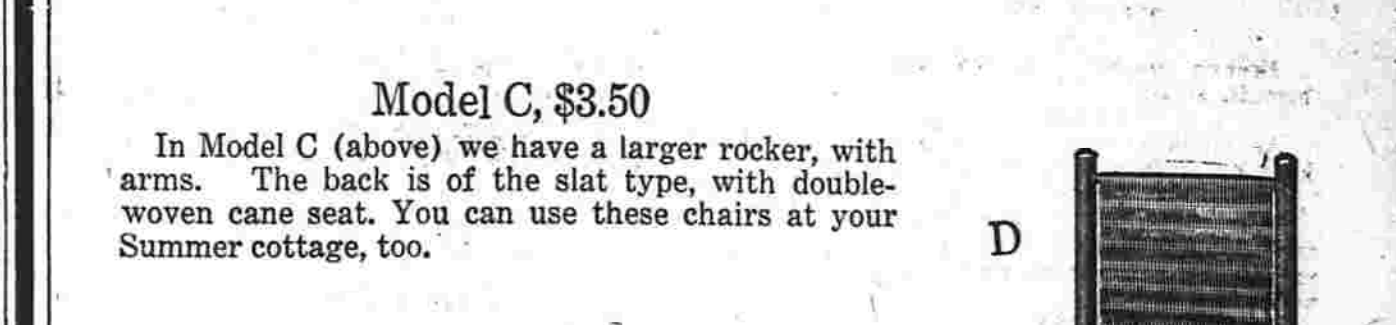 Model C, $3.50
In Model C (above) we have a larger rocker, with
arms. The back is of the slat type, with double-
woven cane seat. You can use these chairs at your
Summer cottage, too.
D